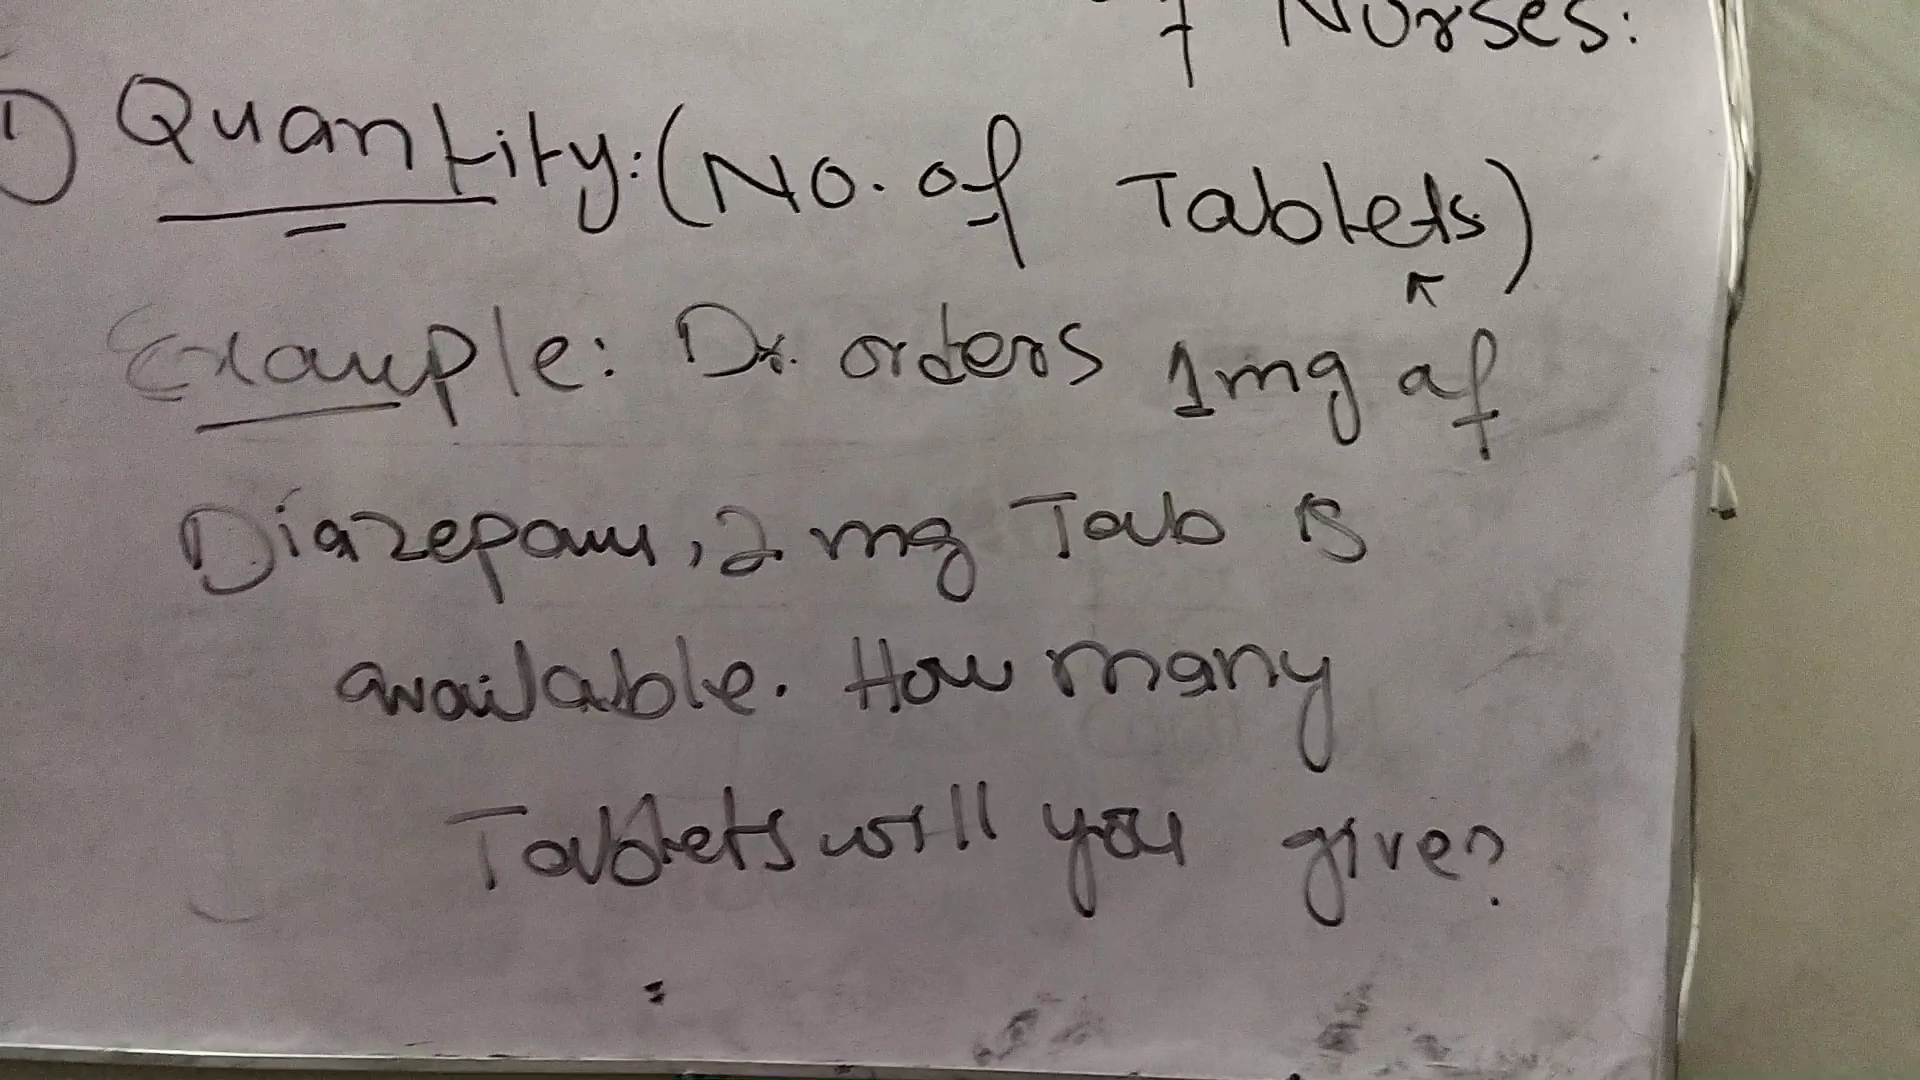 Nurses:
1) Quantity: (No. of Tablets)
Example: Dr. orders 1mg of
Diazepam, 2 mg Tab is
available. How many
Tablets will you give?